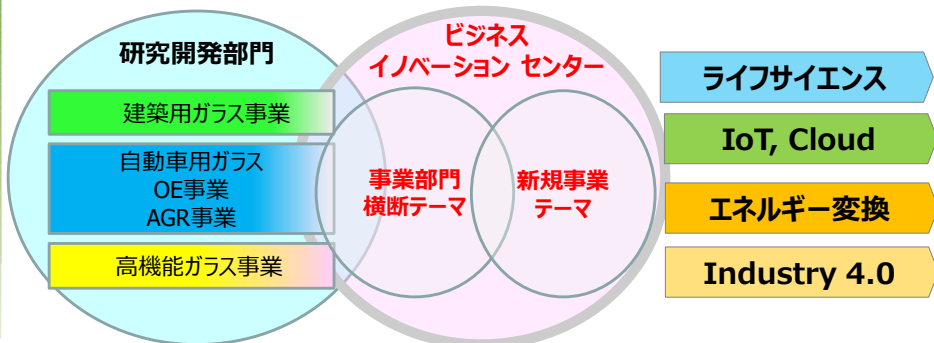 研究開発部門
建築用ガラス事業
自動車用ガラス
OE事業
AGR事業
高機能ガラス事業
ビジネス
イノベーション センター
事業部門
横断テーマ
新規事業
テーマ
ライフサイエンス
IoT, Cloud
エネルギー変換
Industry 4.0